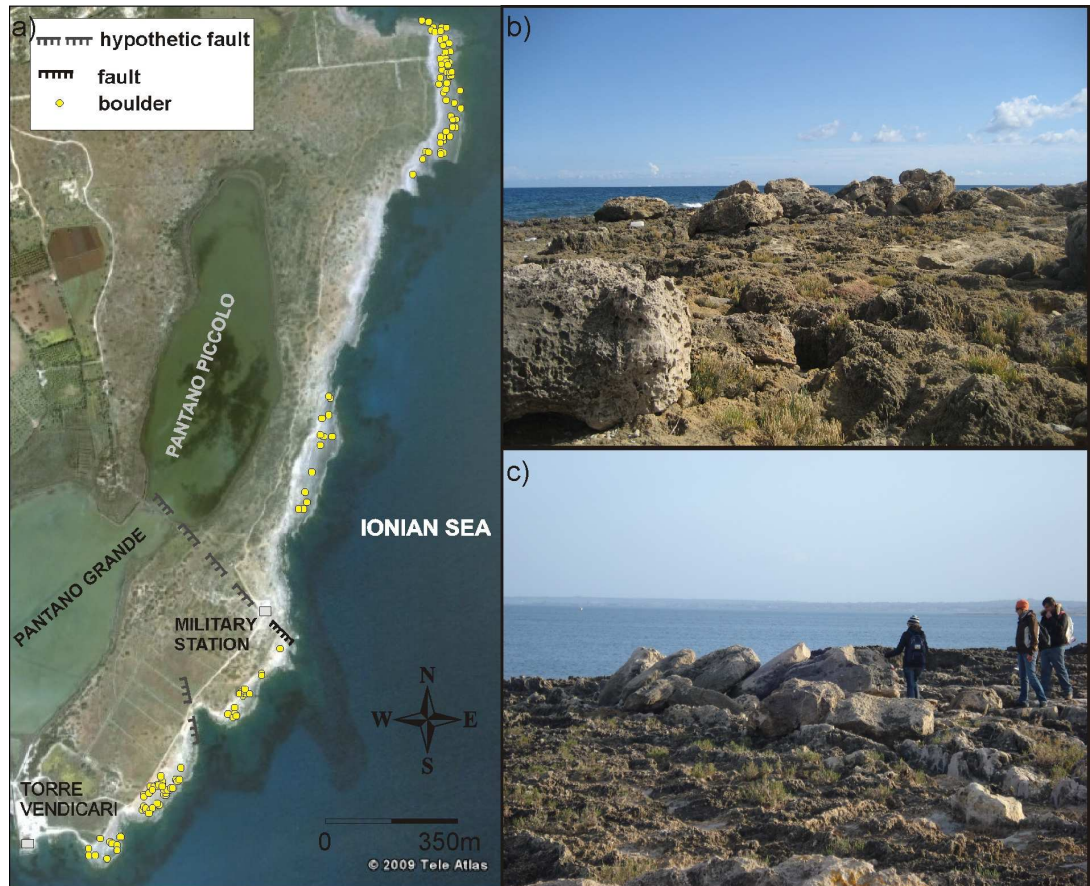 a)
hypothetic fault
fault
boulder
PANTANO PICCOLO
PANTANO GRANDE
IONIAN SEA
MILITARY
STATION
N
W E
S
TORRE
VENDICARI
0 350m
© 2009 Tele Atlas
b)
c)